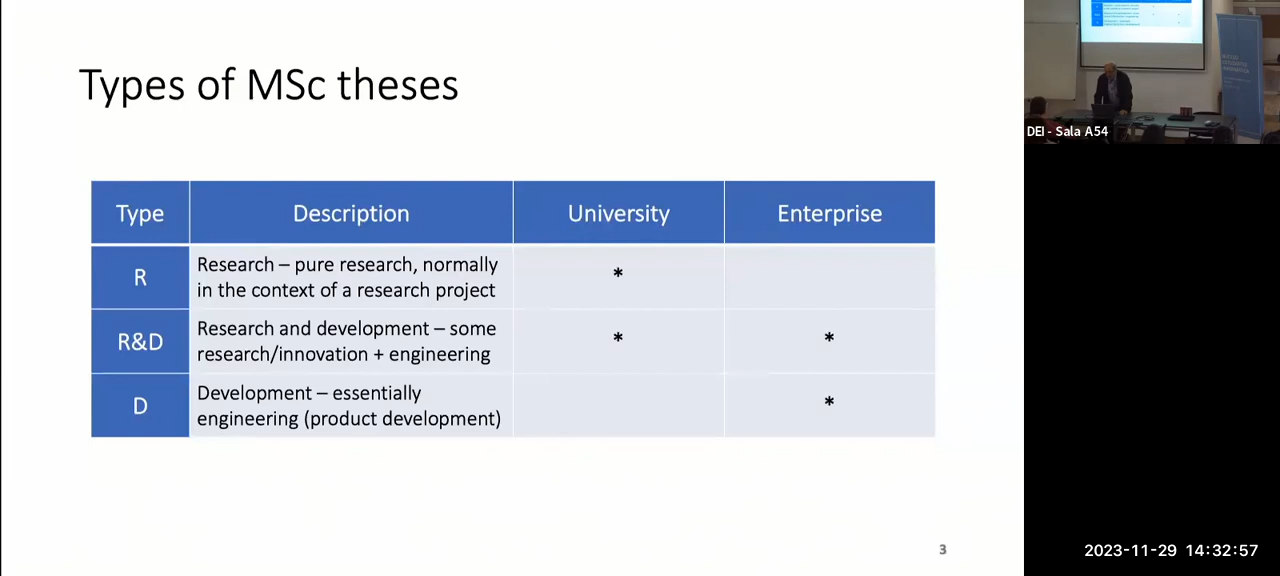 Types of MSc theses
Type Description University Enterprise
R
Research – pure research, normally
in the context of a research project
*
R&D
Research and development – some
research/innovation + engineering
* *
D
Development – essentially
engineering (product development)
*
3
DEI - Sala A54
2023-11-29 14:32:57